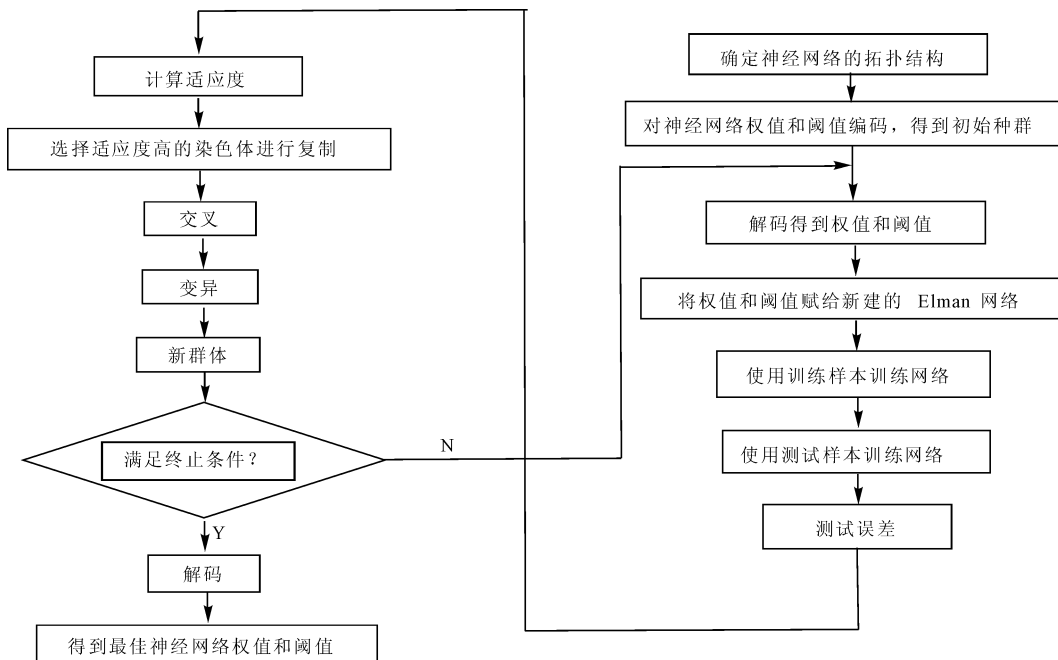 计算适应度
选择适应度高的染色体进行复制
交叉
变异
新群体
满足终止条件？
N
Y
解码
得到最佳神经网络权值和阈值
确定神经网络的拓扑结构
对神经网络权值和阈值编码，得到初始种群
解码得到权值和阈值
将权值和阈值赋给新建的 Elman 网络
使用训练样本训练网络
使用测试样本训练网络
测试误差